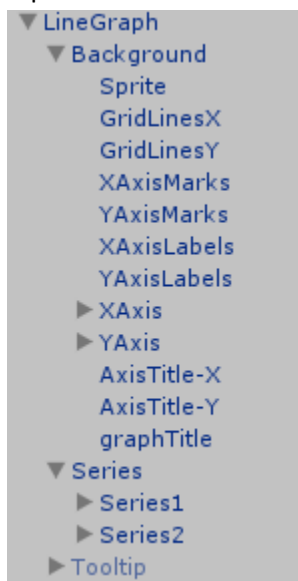 LineGraph
Background
Sprite
GridLinesX
GridLinesY
XAxisMarks
YAxisMarks
XAxisLabels
YAxisLabels
XAxis
YAxis
AxisTitle-X
AxisTitle-Y
graphTitle
Series
Series1
Series2
Tooltip